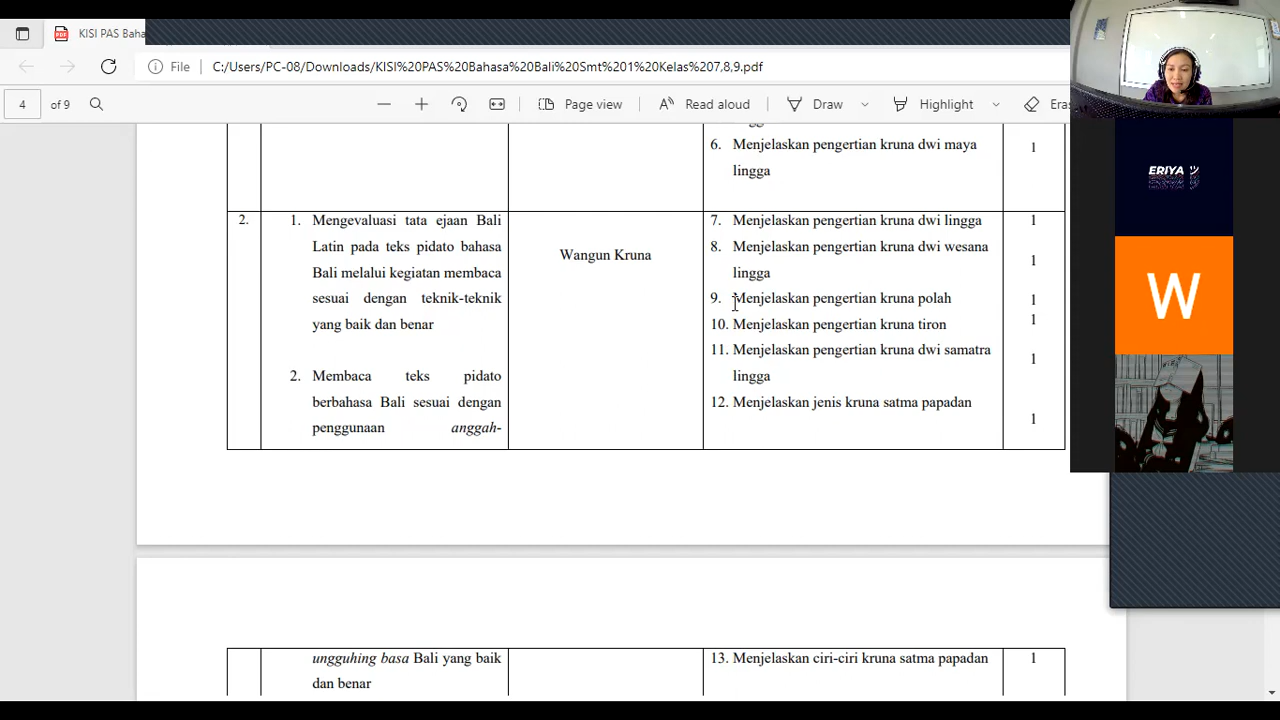 KISI PAS Baha
File C:/Users/PC-08/Downloads/KISI%20PAS%20Bahasa%20Bali%20Smt%201%20Kelas%207,8,9.pdf
4 of 9 Page view Read aloud Draw Highlight Eras
6. Menjelaskan pengertian kruna dwi maya 1
lingga
2. 1. Mengevaluasi tata ejaan Bali 7. Menjelaskan pengertian kruna dwi lingga 1
Latin pada teks pidato bahasa Wangun Kruna 8. Menjelaskan pengertian kruna dwi wesana 1
Bali melalui kegiatan membaca lingga
sesuai dengan teknik-teknik 9. Menjelaskan pengertian kruna polah 1
yang baik dan benar 10. Menjelaskan pengertian kruna tiron 1
11. Menjelaskan pengertian kruna dwi samatra 1
2. Membaca teks pidato lingga
berbahasa Bali sesuai dengan 12. Menjelaskan jenis kruna satma papadan 1
penggunaan anggah-
ungguhing basa Bali yang baik 13. Menjelaskan ciri-ciri kruna satma papadan 1
dan benar
ERIYA ツ
W